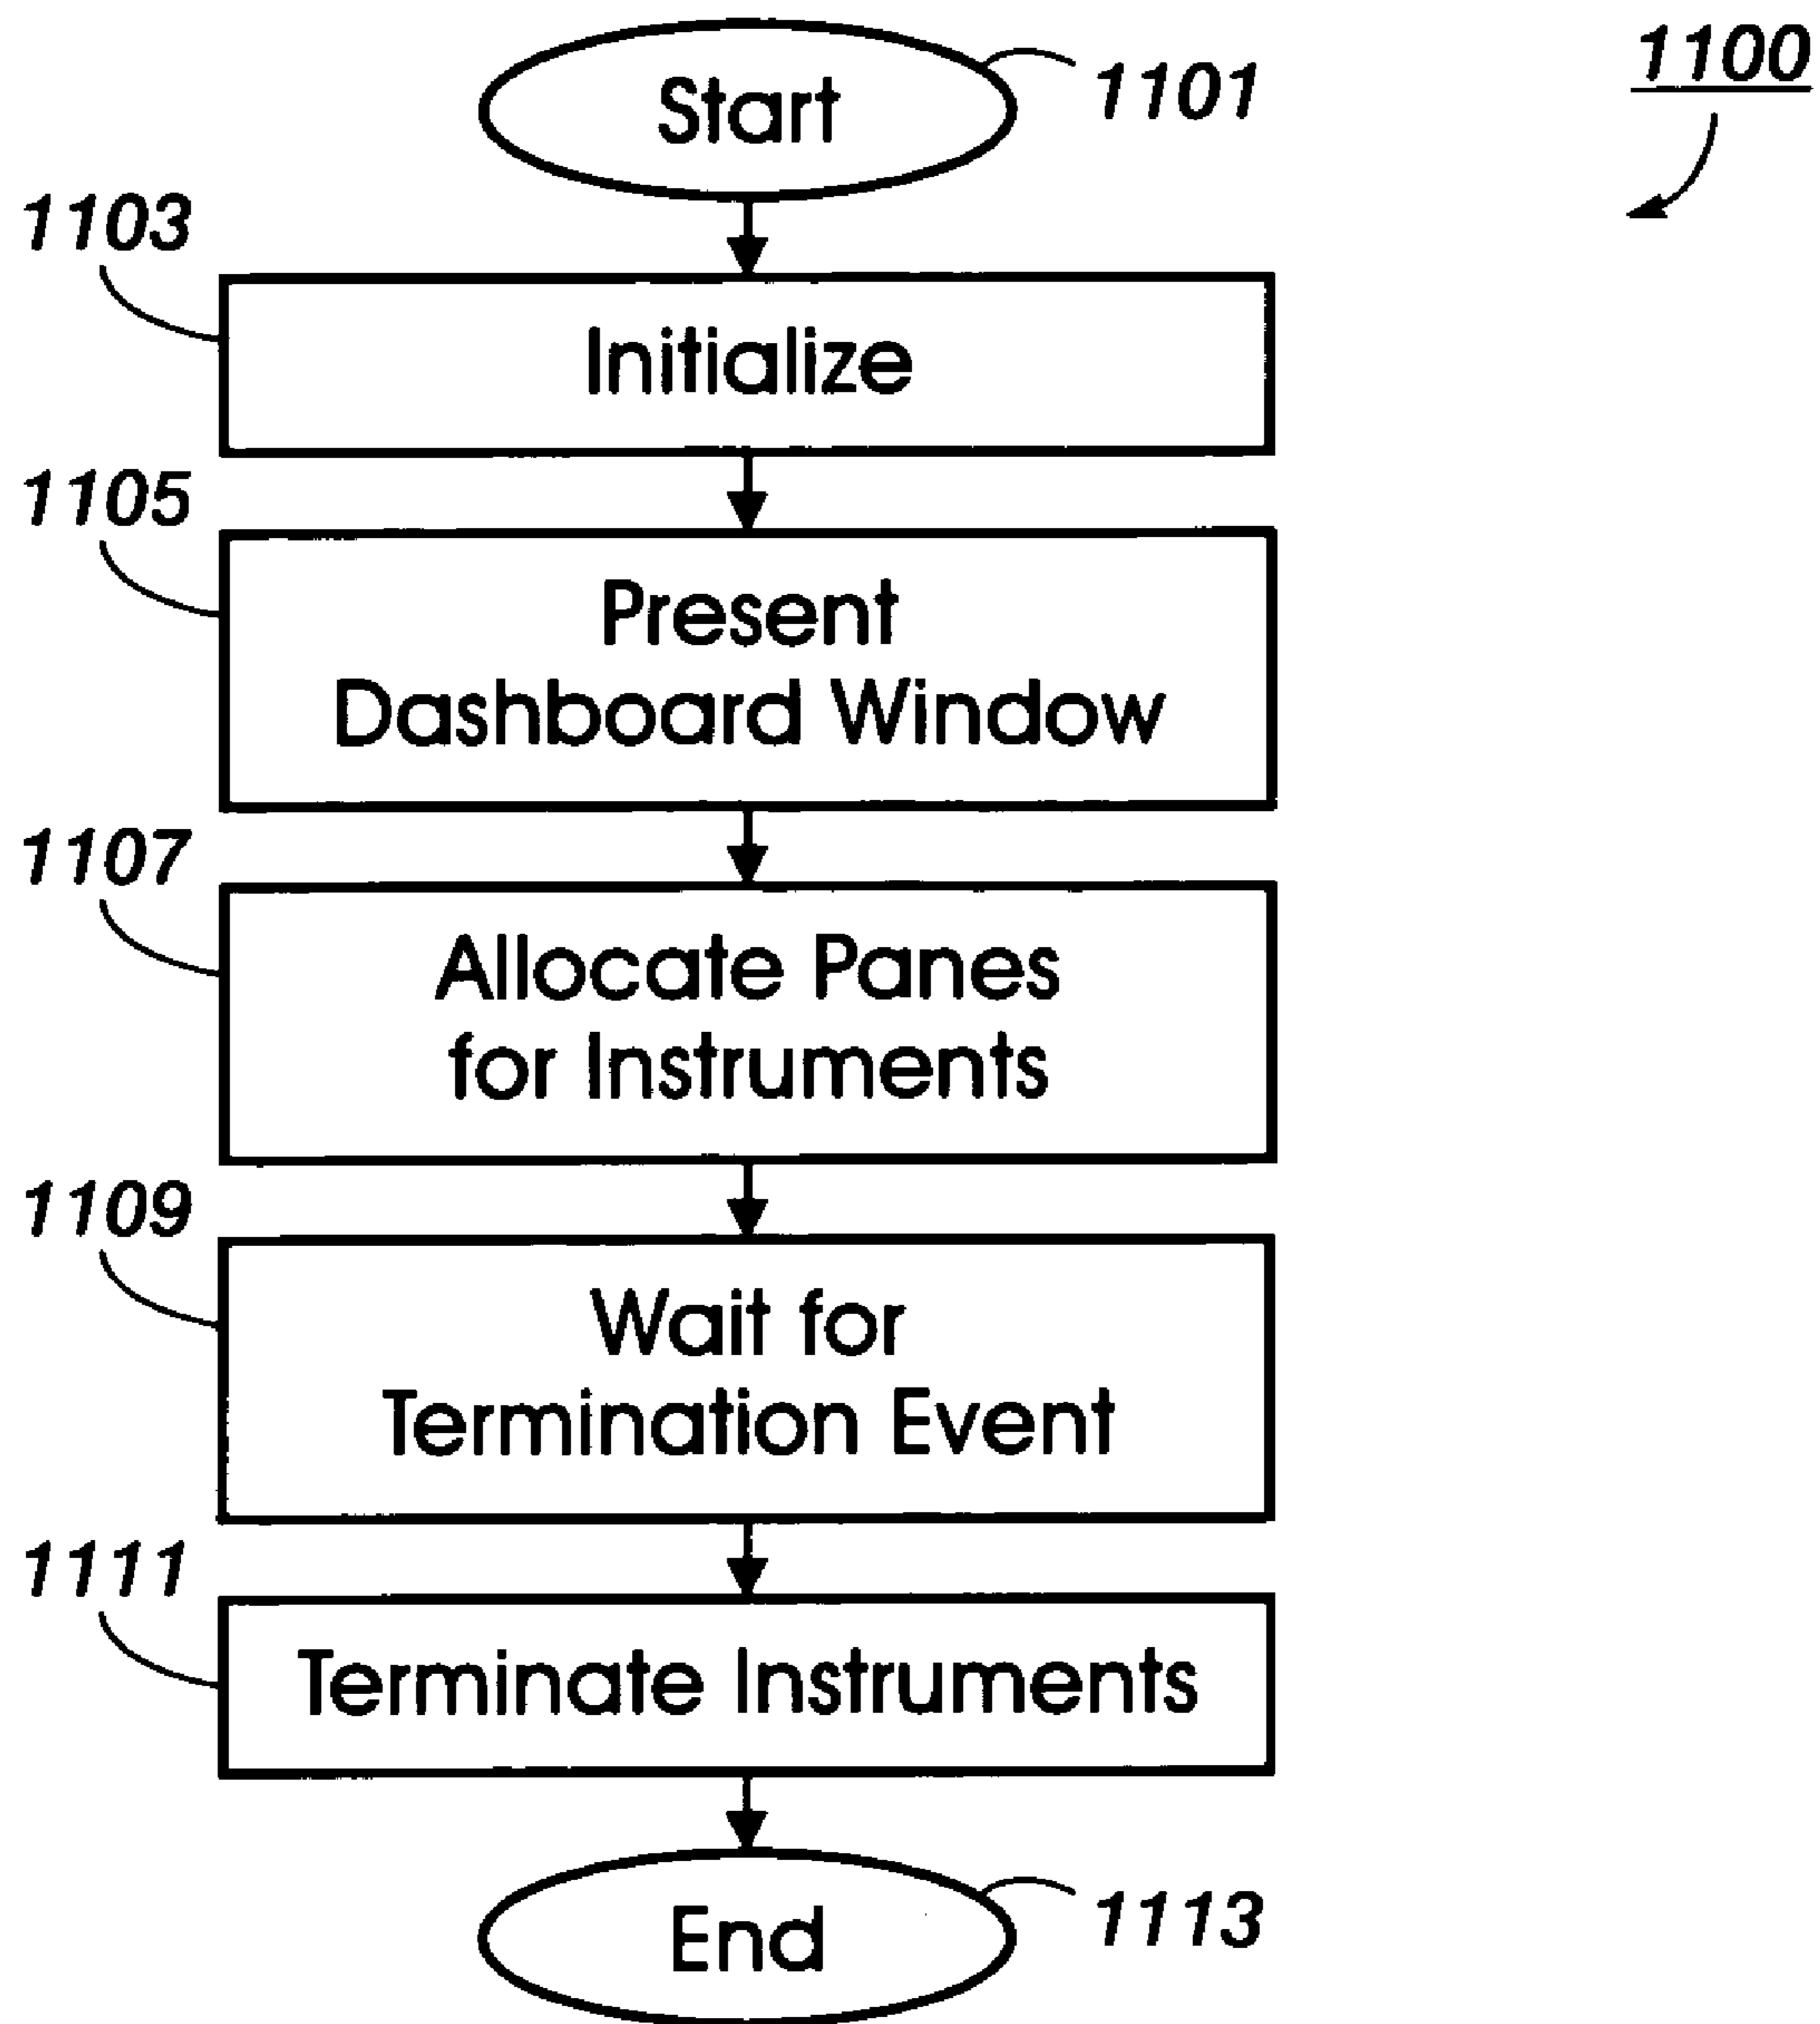 1100
Start
1101
1103
Initialize
1105
Present
Dashboard Window
1107
Allocate Panes
for Instruments
1109
Wait for
Termination Event
1111
Terminate Instruments
End
1113